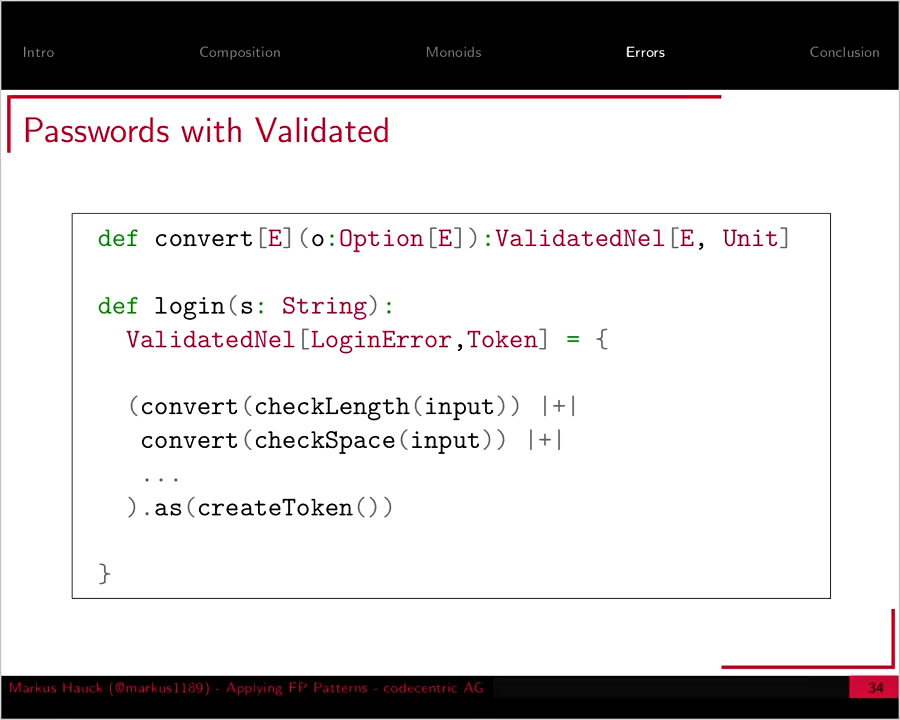 Intro Composition Monoids Errors Conclusion
Passwords with Validated
def convert[E](o:Option[E]):ValidatedNel[E, Unit]
def login(s: String):
ValidatedNel[LoginError,Token] = {
(convert(checkLength(input)) |+|
convert(checkSpace(input)) |+|
...
).as(createToken())
}
Markus Hauck (@markus1189) - Applying FP Patterns - codecentric AG 34